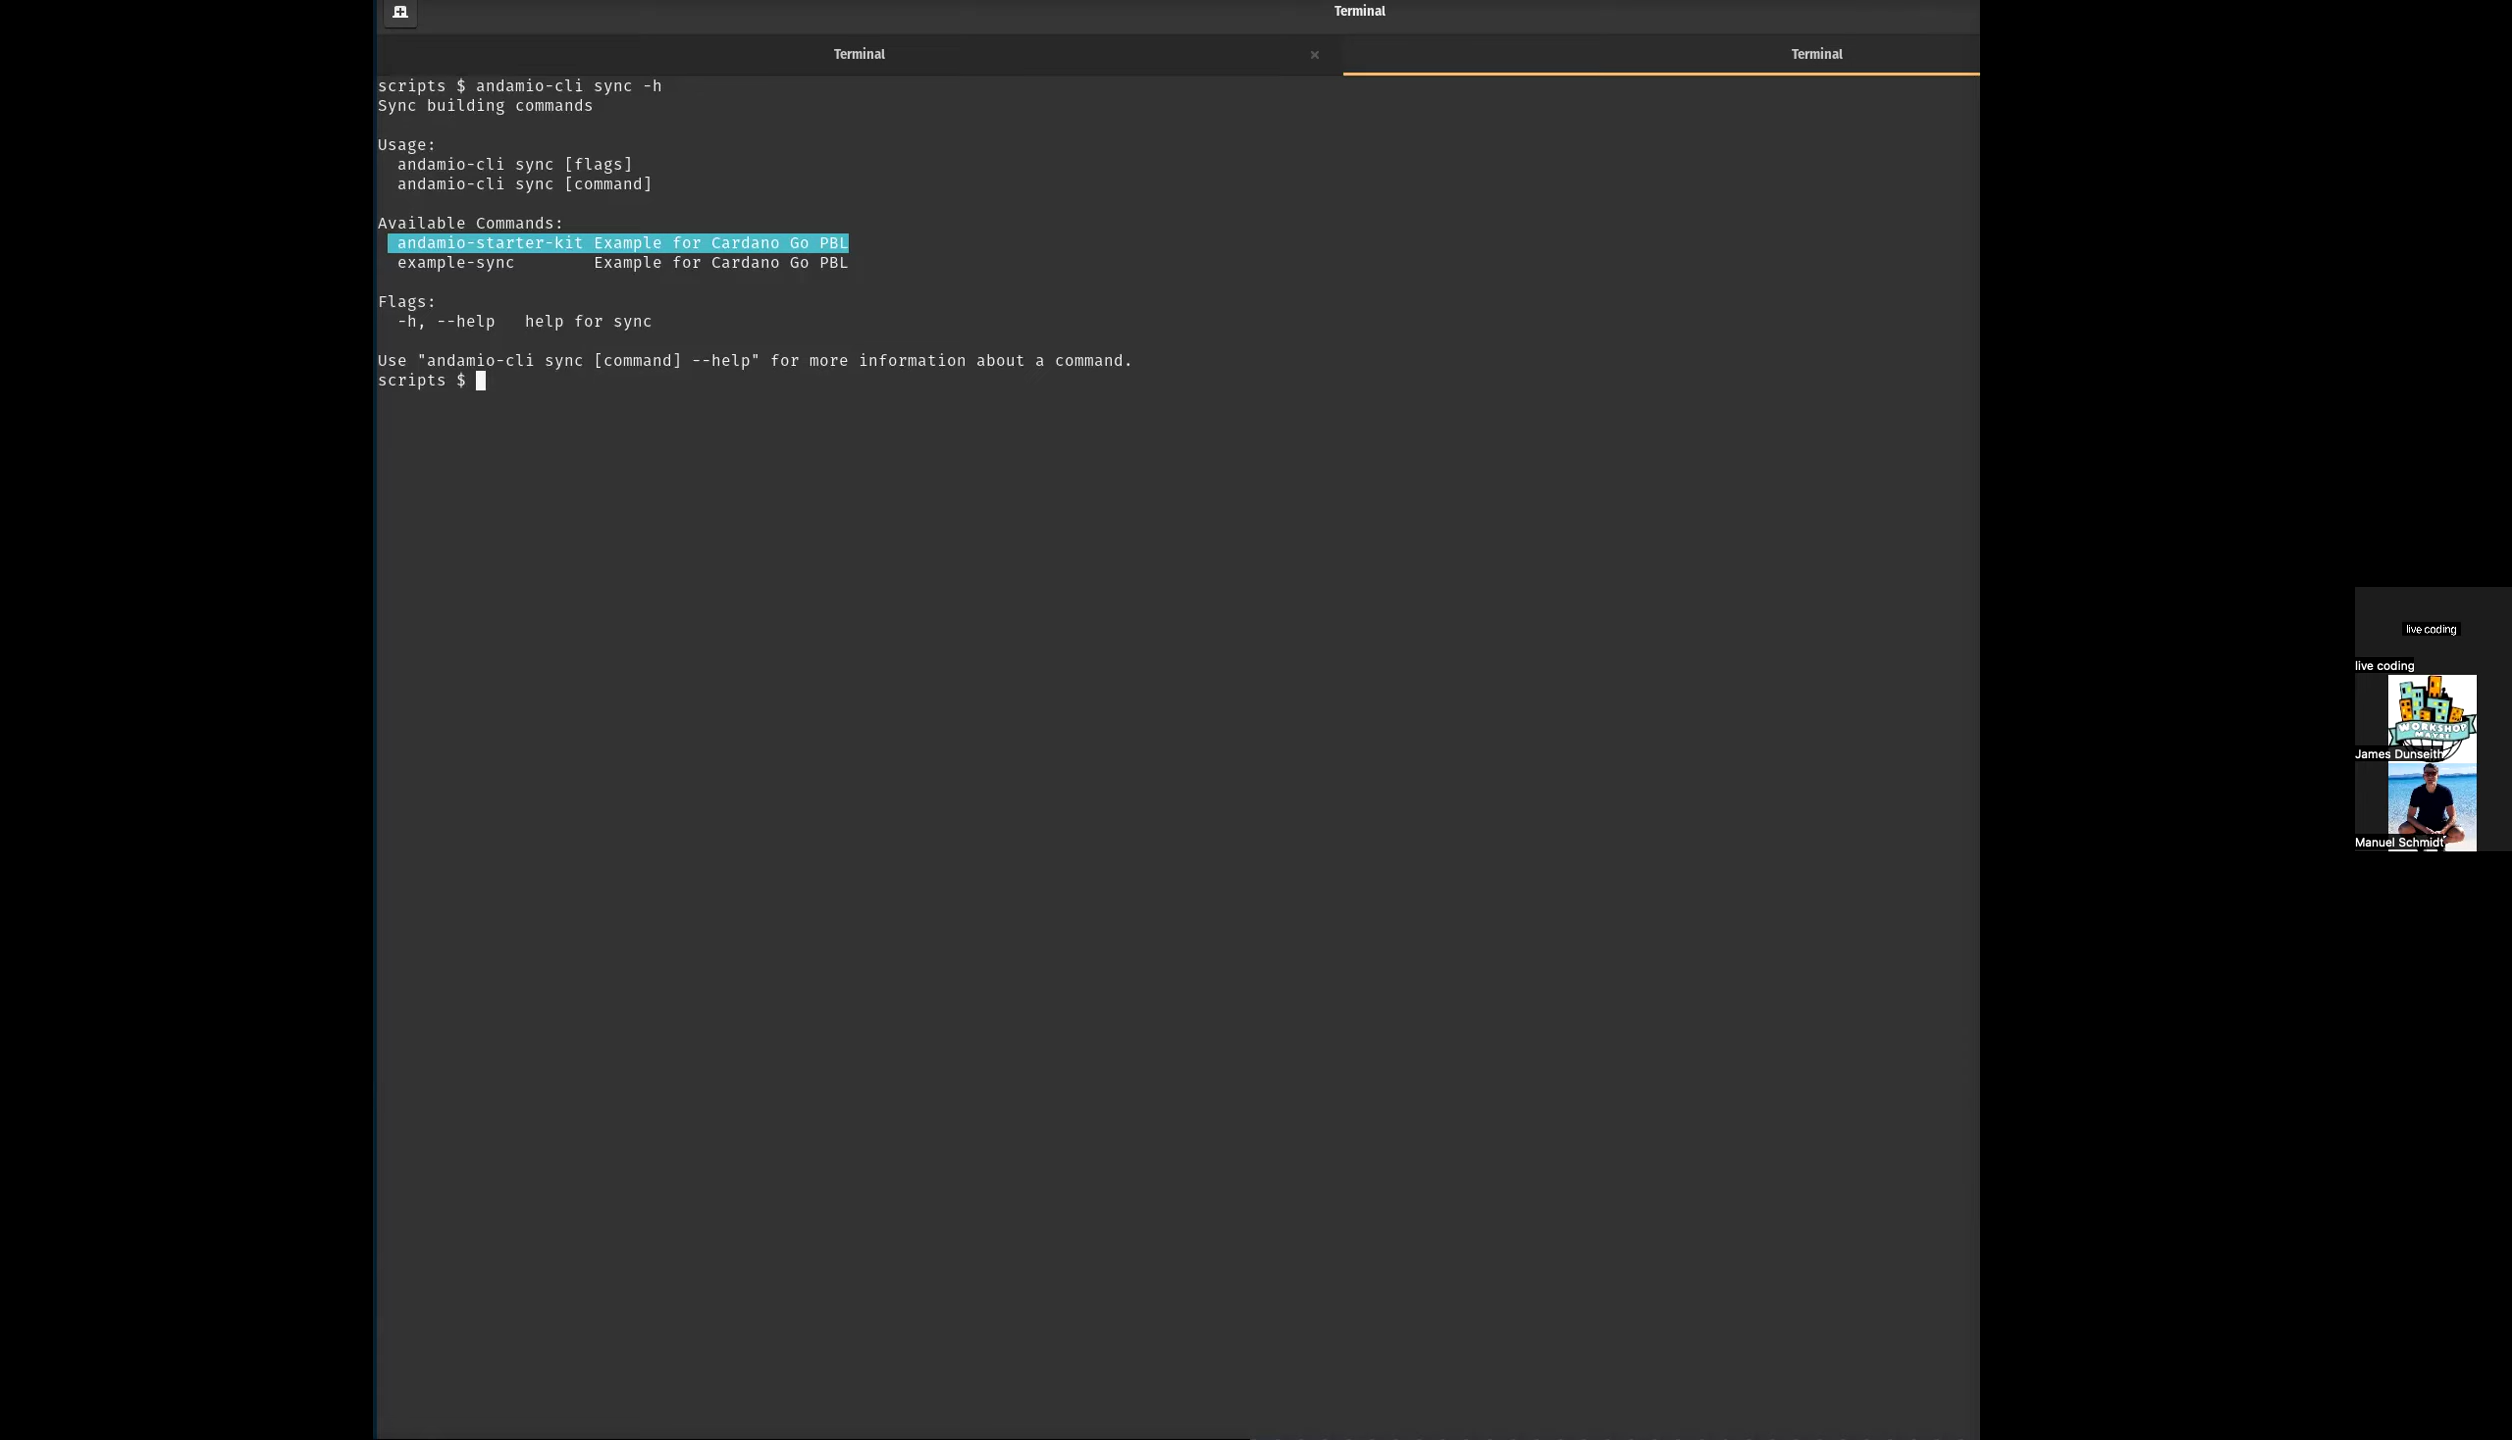 Terminal
Terminal × Terminal
scripts $ andamio-cli sync -h
Sync building commands
Usage:
andamio-cli sync [flags]
andamio-cli sync [command]
Available Commands:
andamio-starter-kit Example for Cardano Go PBL
example-sync Example for Cardano Go PBL
Flags:
-h, --help help for sync
Use "andamio-cli sync [command] --help" for more information about a command.
scripts $
live coding
live coding
WORKSHOP
MAYBE
James Dunseith
Manuel Schmidt